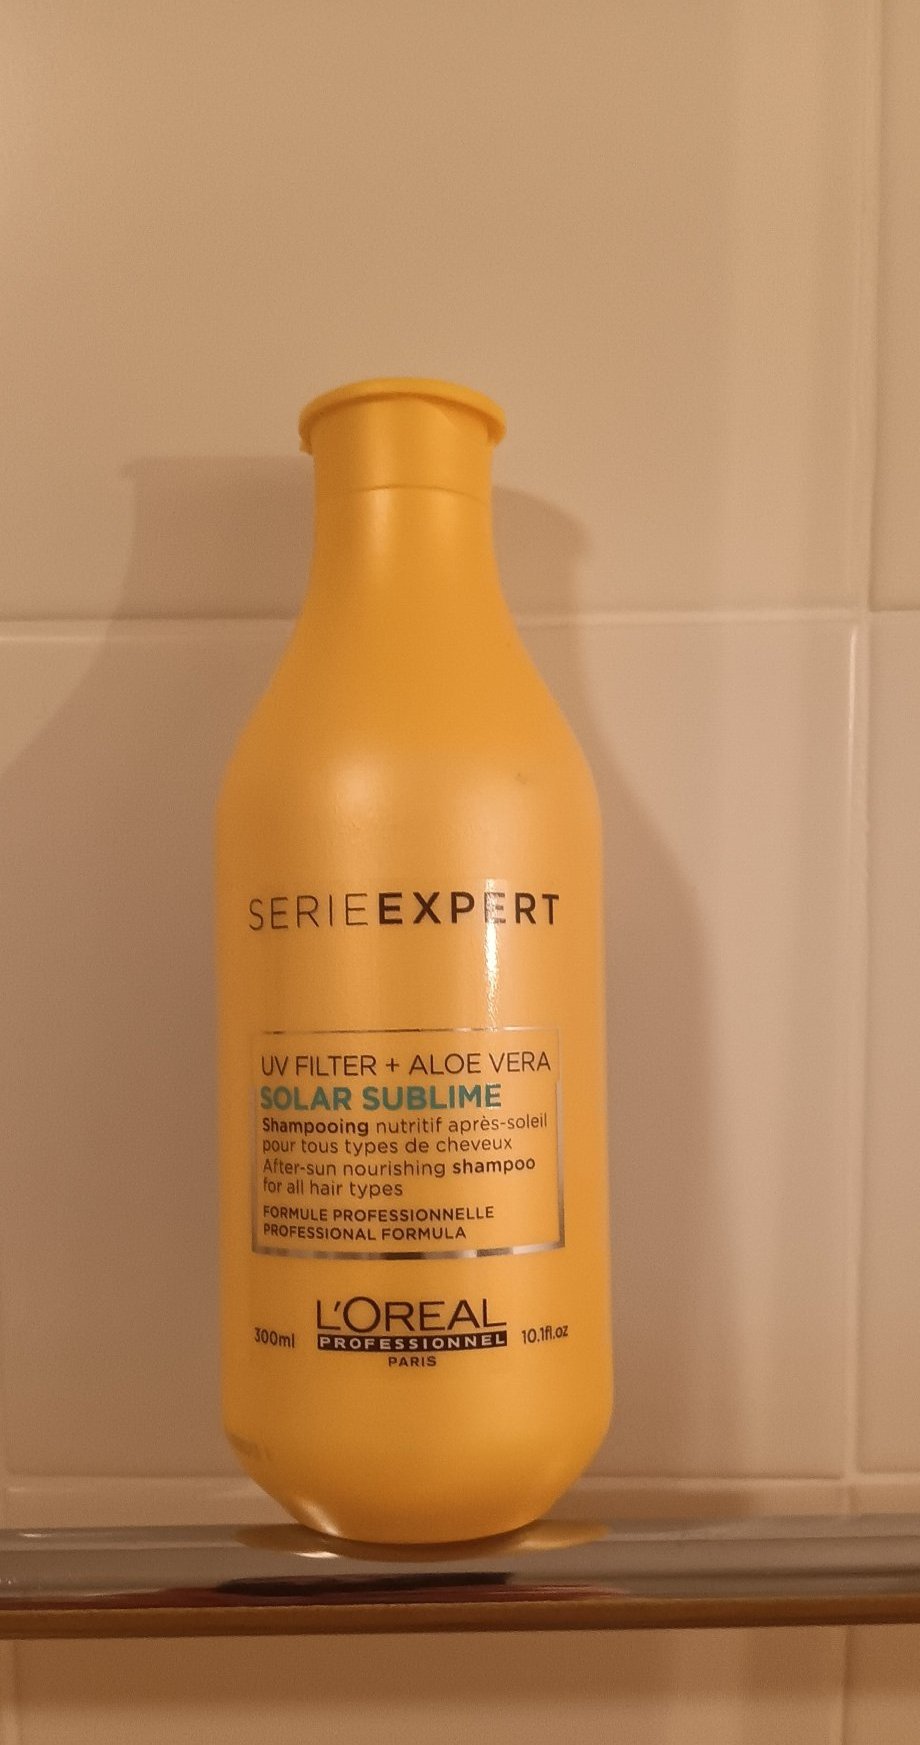 SERIEEXPERT
UV FILTER + ALOE VERA
SOLAR SUBLIME
Shampooing nutritif après-soleil
pour tous types de cheveux
After-sun nourishing shampoo
for all hair types
FORMULE PROFESSIONNELLE
PROFESSIONAL FORMULA
L'ORÉAL
300ml PROFESSIONNEL 10.1fl.oz
PARIS